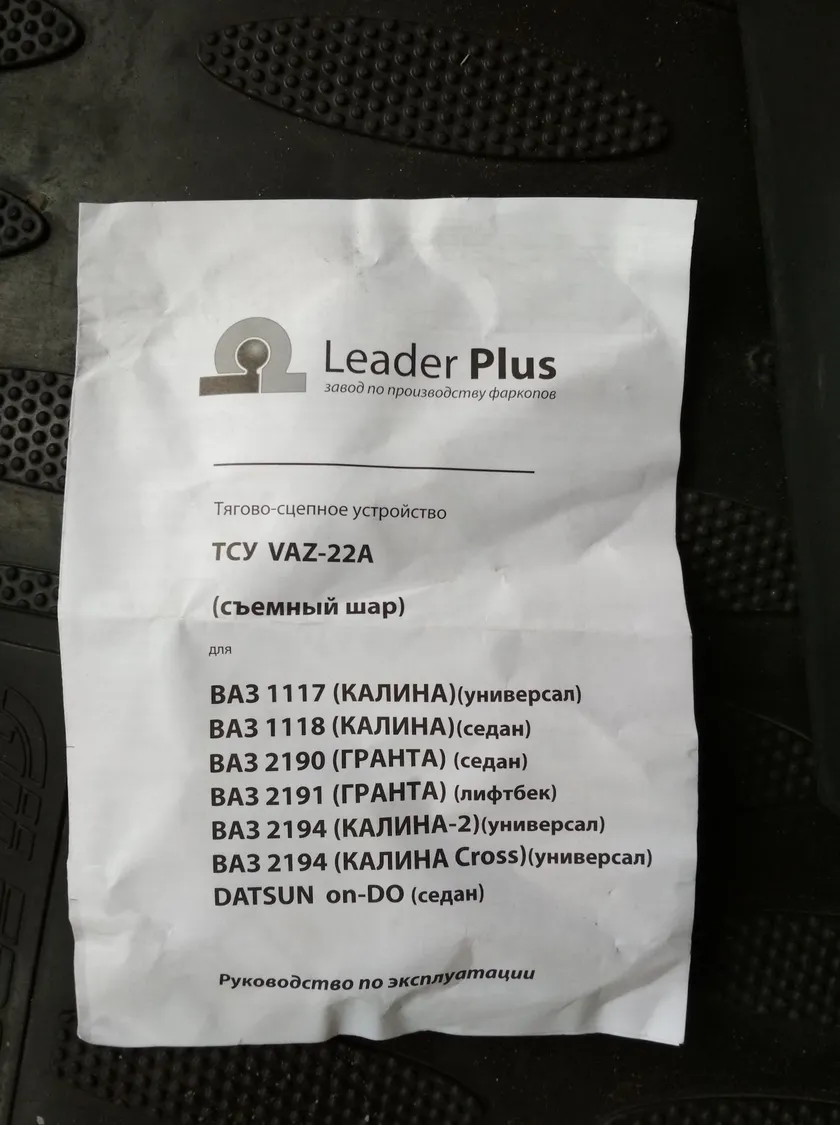 Leader Plus
завод по производству фаркопов
Тягово-сцепное устройство
ТСУ VAZ-22A
(съемный шар)
для
ВАЗ 1117 (КАЛИНА)(универсал)
ВАЗ 1118 (КАЛИНА)(седан)
ВАЗ 2190 (ГРАНТА) (седан)
ВАЗ 2191 (ГРАНТА) (лифтбек)
ВАЗ 2194 (КАЛИНА-2)(универсал)
ВАЗ 2194 (КАЛИНА Cross)(универсал)
DATSUN on-DO (седан)
Руководство по эксплуатации